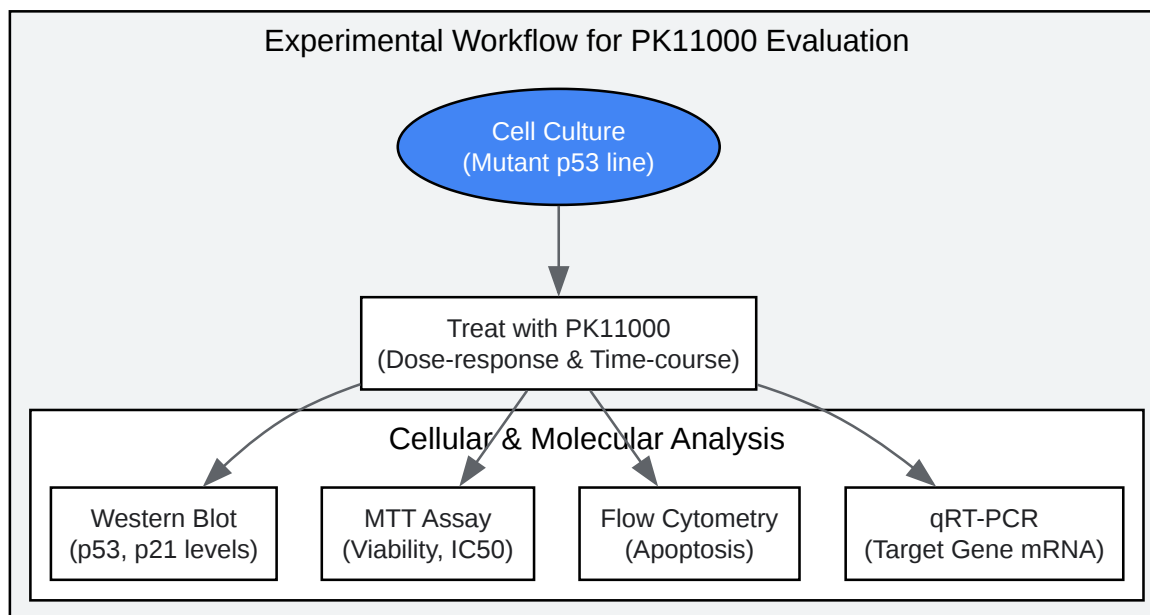 Experimental Workflow for PK11000 Evaluation
Cell Culture
(Mutant p53 line)
Treat with PK11000
(Dose-response & Time-course)
Cellular & Molecular Analysis
Western Blot
(p53, p21 levels)
MTT Assay
(Viability, IC50)
Flow Cytometry
(Apoptosis)
qRT-PCR
(Target Gene mRNA)